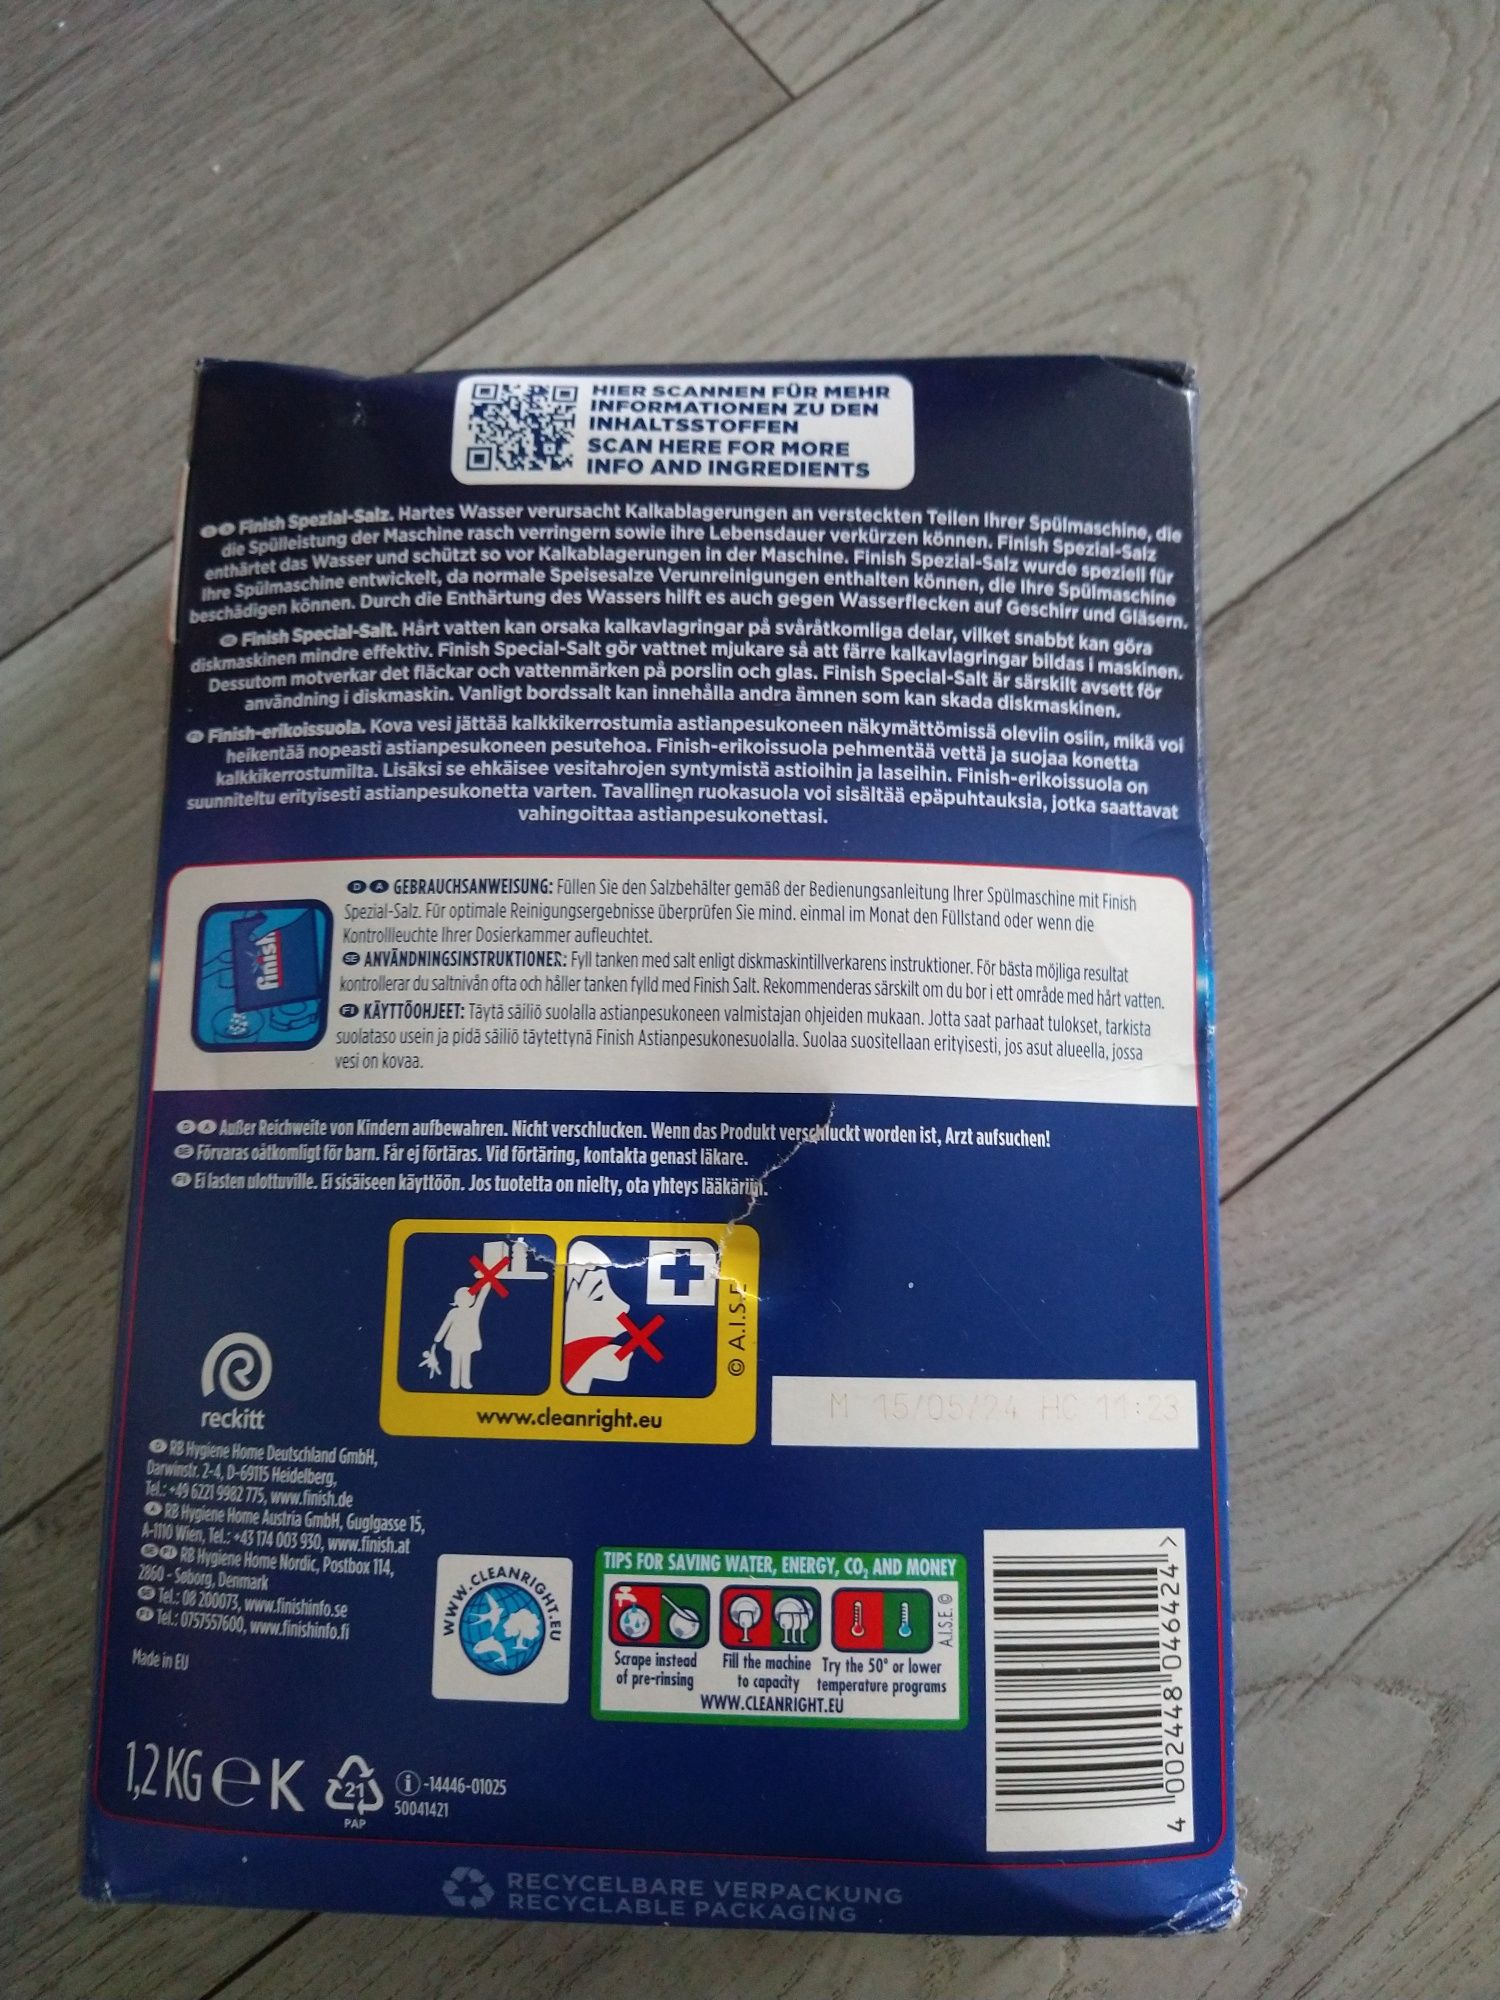 HIER SCANNEN FÜR MEHR
INFORMATIONEN ZU DEN
INHALTSSTOFFEN
SCAN HERE FOR MORE
INFO AND INGREDIENTS
D A Finish Spezial-Salz. Hartes Wasser verursacht Kalkablagerungen an versteckten Teilen Ihrer Spülmaschine, die
die Spülleistung der Maschine rasch verringern sowie ihre Lebensdauer verkürzen können. Finish Spezial-Salz
enthärtet das Wasser und schützt so vor Kalkablagerungen in der Maschine. Finish Spezial-Salz wurde speziell für
Ihre Spülmaschine entwickelt, da normale Speisesalze Verunreinigungen enthalten können, die Ihre Spülmaschine
beschädigen können. Durch die Enthärtung des Wassers hilft es auch gegen Wasserflecken auf Geschirr und Gläsern.
SE Finish Special-Salt. Hårt vatten kan orsaka kalkavlagringar på svåråtkomliga delar, vilket snabbt kan göra
diskmaskinen mindre effektiv. Finish Special-Salt gör vattnet mjukare så att färre kalkavlagringar bildas i maskinen.
Dessutom motverkar det fläckar och vattenmärken på porslin och glas. Finish Special-Salt är särskilt avsett för
användning i diskmaskin. Vanligt bordssalt kan innehålla andra ämnen som kan skada diskmaskinen.
FI Finish-erikoissuola. Kova vesi jättää kalkkikerrostumia astianpesukoneen näkymättömissä oleviin osiin, mikä voi
heikentää nopeasti astianpesukoneen pesutehoa. Finish-erikoissuola pehmentää vettä ja suojaa konetta
kalkkikerrostumilta. Lisäksi se ehkäisee vesitahrojen syntymistä astioihin ja laseihin. Finish-erikoissuola on
suunniteltu erityisesti astianpesukonetta varten. Tavallinen ruokasuola voi sisältää epäpuhtauksia, jotka saattavat
vahingoittaa astianpesukonettasi.
finish
D A GEBRAUCHSANWEISUNG: Füllen Sie den Salzbehälter gemäß der Bedienungsanleitung Ihrer Spülmaschine mit Finish
Spezial-Salz. Für optimale Reinigungsergebnisse überprüfen Sie mind. einmal im Monat den Füllstand oder wenn die
Kontrollleuchte Ihrer Dosierkammer aufleuchtet.
SE ANVÄNDNINGSINSTRUKTIONER: Fyll tanken med salt enligt diskmaskintillverkarens instruktioner. För bästa möjliga resultat
kontrollerar du saltnivån ofta och håller tanken fylld med Finish Salt. Rekommenderas särskilt om du bor i ett område med hårt vatten.
FI KÄYTTÖOHJEET: Täytä säiliö suolalla astianpesukoneen valmistajan ohjeiden mukaan. Jotta saat parhaat tulokset, tarkista
suolataso usein ja pidä säiliö täytettynä Finish Astianpesukonesuolalla. Suolaa suositellaan erityisesti, jos asut alueella, jossa
vesi on kovaa.
D A Außer Reichweite von Kindern aufbewahren. Nicht verschlucken. Wenn das Produkt verschluckt worden ist, Arzt aufsuchen!
SE Förvaras oåtkomligt för barn. Får ej förtäras. Vid förtäring, kontakta genast läkare.
FI Ei lasten ulottuville. Ei sisäiseen käyttöön. Jos tuotetta on nielty, ota yhteys lääkäriin.
© A.I.S.E
www.cleanright.eu
M 15/05/24 HC 11:23
reckitt
D RB Hygiene Home Deutschland GmbH,
Darwinstr. 2-4, D-69115 Heidelberg,
Tel.: +49 6221 9982 775, www.finish.de
A RB Hygiene Home Austria GmbH, Guglgasse 15,
A-1110 Wien, Tel.: +43 174 003 930, www.finish.at
SE FI RB Hygiene Home Nordic, Postbox 114,
2860 - Søborg, Denmark
SE Tel.: 08 200073, www.finishinfo.se
FI Tel.: 0757557600, www.finishinfo.fi
Made in EU
WWW.CLEANRIGHT.EU
TIPS FOR SAVING WATER, ENERGY, CO₂ AND MONEY
A.I.S.E. ©
Scrape instead
of pre-rinsing
Fill the machine
to capacity
Try the 50° or lower
temperature programs
WWW.CLEANRIGHT.EU
4 002448 046424 >
1,2 KG e K
21
PAP
i -14446-01025
50041421
RECYCELBARE VERPACKUNG
RECYCLABLE PACKAGING